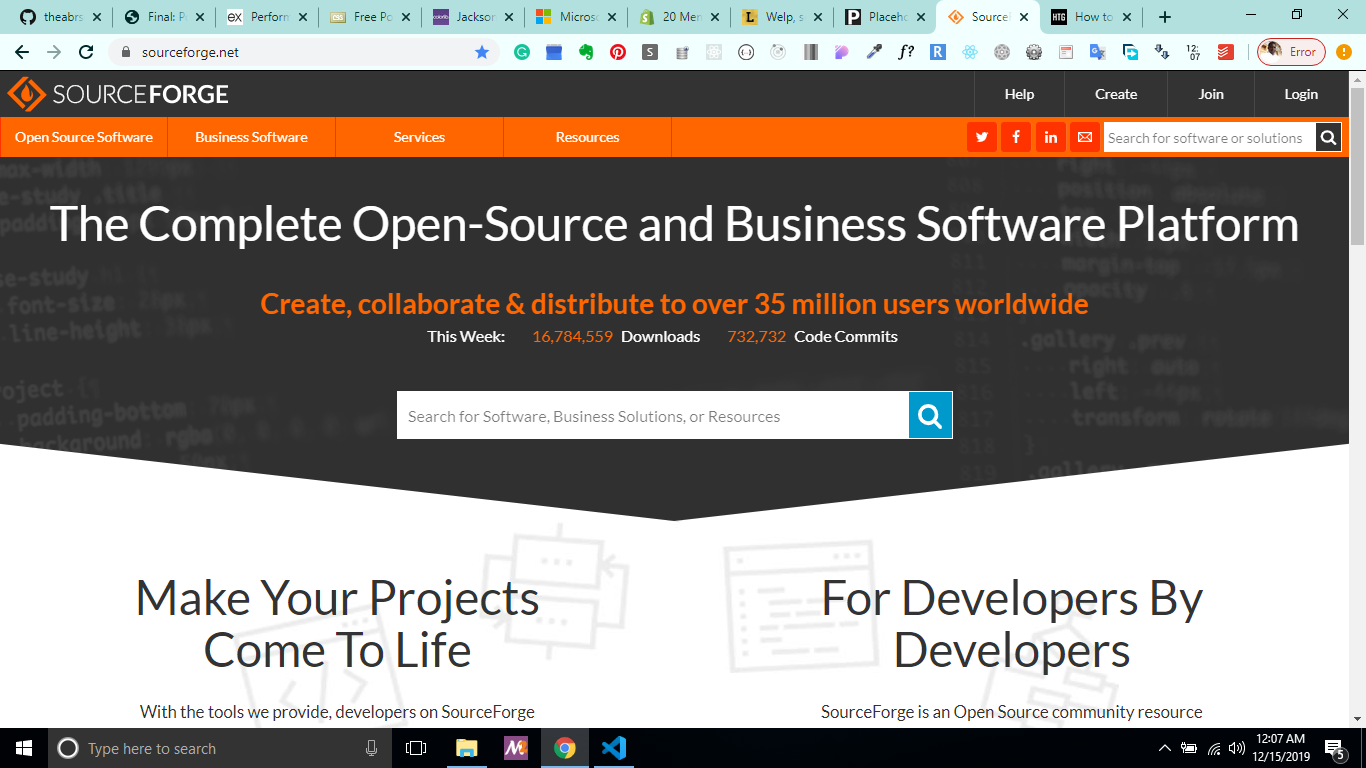 theabrs
Final: P
Perform
Free Po
Jackson
Microso
20 Mer
Welp, s
Placeho
Source
How to
sourceforge.net
12:
07
Error
SOURCEFORGE
Help
Create
Join
Login
Open Source Software
Business Software
Services
Resources
Search for software or solutions
The Complete Open-Source and Business Software Platform
Create, collaborate & distribute to over 35 million users worldwide
This Week: 16,784,559 Downloads 732,732 Code Commits
Search for Software, Business Solutions, or Resources
Make Your Projects
Come To Life
With the tools we provide, developers on SourceForge
For Developers By
Developers
SourceForge is an Open Source community resource
Type here to search
12:07 AM
12/15/2019
5